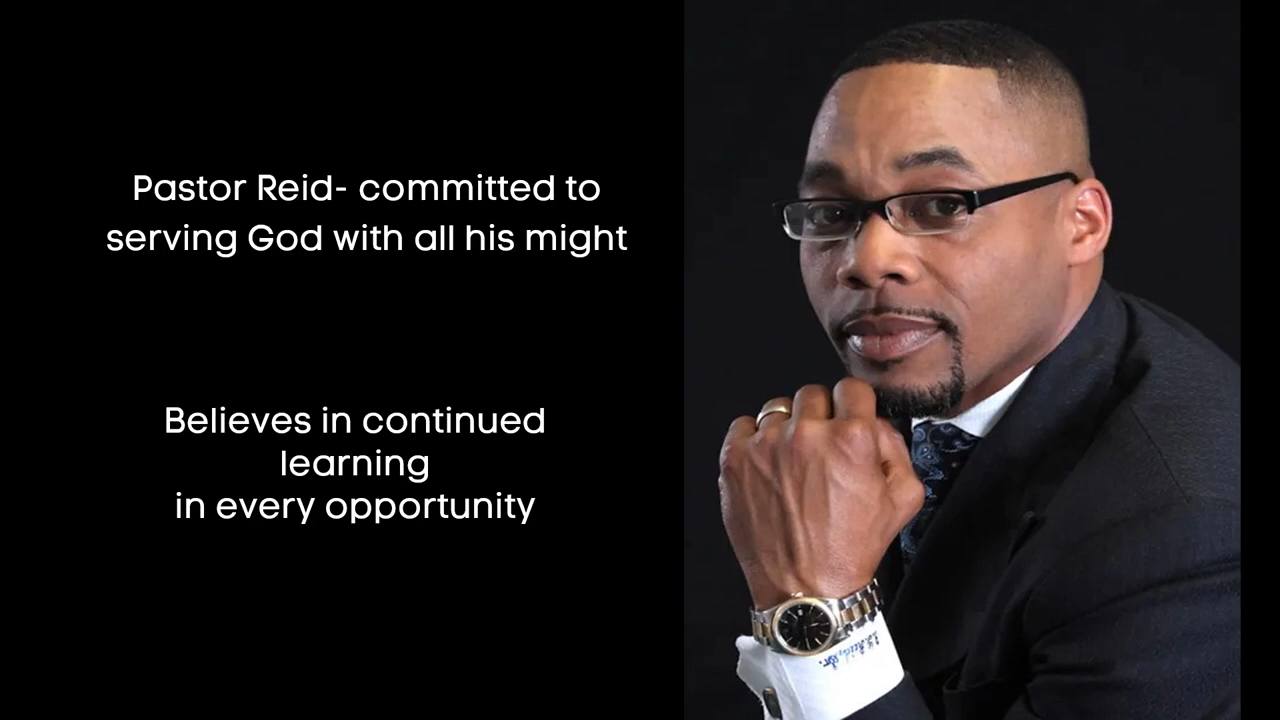 Pastor Reid- committed to
serving God with all his might
Believes in continued
learning
in every opportunity